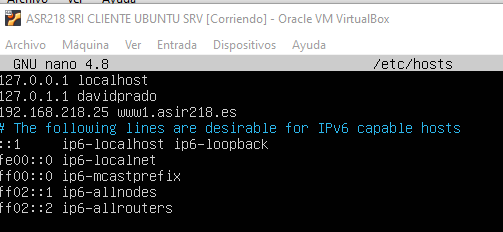 ASR218 SRI CLIENTE UBUNTU SRV [Corriendo] - Oracle VM VirtualBox
Archivo Máquina Ver Entrada Dispositivos Ayuda
GNU nano 4.8 /etc/hosts
127.0.0.1 localhost
127.0.1.1 davidprado
192.168.218.25 www1.asir218.es
# The following lines are desirable for IPv6 capable hosts
::1 ip6-localhost ip6-loopback
fe00::0 ip6-localnet
ff00::0 ip6-mcastprefix
ff02::1 ip6-allnodes
ff02::2 ip6-allrouters